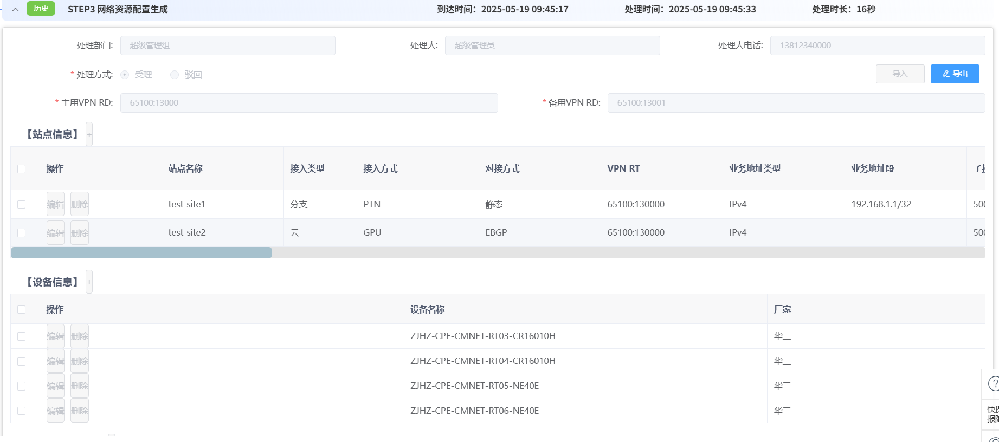 历史 STEP3 网络资源配置生成 到达时间：2025-05-19 09:45:17 处理时间：2025-05-19 09:45:33 处理时长：16秒
处理部门: 超级管理组 处理人: 超级管理员 处理人电话: 13812340000
* 处理方式: 受理 驳回 导入 导出
* 主用VPN RD: 65100:13000 * 备用VPN RD: 65100:13001
【站点信息】 +
操作 站点名称 接入类型 接入方式 对接方式 VPN RT 业务地址类型 业务地址段 子
编辑 删除 test-site1 分支 PTN 静态 65100:130000 IPv4 192.168.1.1/32 500
编辑 删除 test-site2 云 GPU EBGP 65100:130000 IPv4 500
【设备信息】 +
操作 设备名称 厂家
编辑 删除 ZJHZ-CPE-CMNET-RT03-CR16010H 华三
编辑 删除 ZJHZ-CPE-CMNET-RT04-CR16010H 华三
编辑 删除 ZJHZ-CPE-CMNET-RT05-NE40E 华三
编辑 删除 ZJHZ-CPE-CMNET-RT06-NE40E 华三
?
快捷
报障